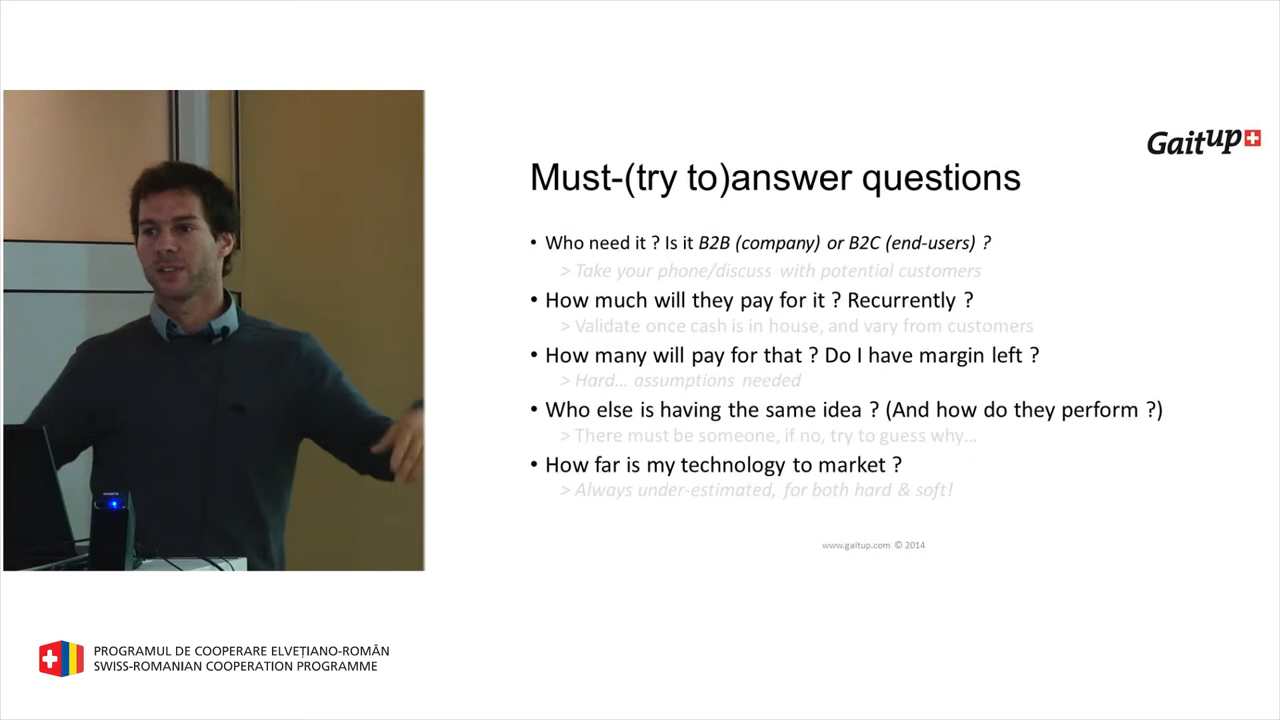 Gaitup
Must-(try to)answer questions
• Who need it ? Is it B2B (company) or B2C (end-users) ?
> Take your phone/discuss with potential customers
• How much will they pay for it ? Recurrently ?
> Validate once cash is in house, and vary from customers
• How many will pay for that ? Do I have margin left ?
> Hard... assumptions needed
• Who else is having the same idea ? (And how do they perform ?)
> There must be someone, if no, try to guess why...
• How far is my technology to market ?
> Always under-estimated, for both hard & soft!
www.gaitup.com © 2014
PROGRAMUL DE COOPERARE ELVEȚIANO-ROMÂN
SWISS-ROMANIAN COOPERATION PROGRAMME